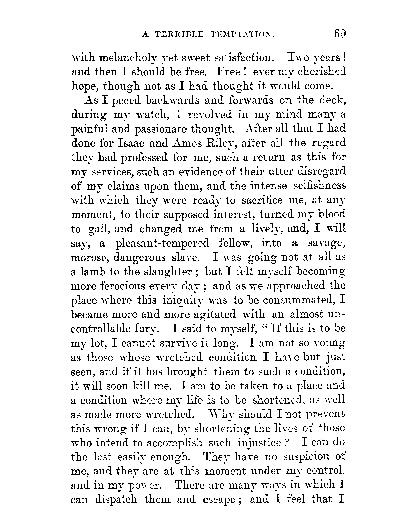 A TERRIBLE TEMPTATION. 69
with melancholy yet sweet satisfaction. Two years!
and then I should be free. Free! ever my cherished
hope, though not as I had thought it would come.
As I paced backwards and forwards on the deck,
during my watch, I revolved in my mind many a
painful and passionate thought. After all that I had
done for Isaac and Amos Riley, after all the regard
they had professed for me, such a return as this for
my services, such an evidence of their utter disregard
of my claims upon them, and the intense selfishness
with which they were ready to sacrifice me, at any
moment, to their supposed interest, turned my blood
to gall, and changed me from a lively, and, I will
say, a pleasant-tempered fellow, into a savage,
morose, dangerous slave. I was going not at all as
a lamb to the slaughter; but I felt myself becoming
more ferocious every day; and as we approached the
place where this iniquity was to be consummated, I
became more and more agitated with an almost un-
controllable fury. I said to myself, "If this is to be
my lot, I cannot survive it long. I am not so young
as those whose wretched condition I have but just
seen, and if it has brought them to such a condition,
it will soon kill me. I am to be taken to a place and
a condition where my life is to be shortened, as well
as made more wretched. Why should I not prevent
this wrong if I can, by shortening the lives of those
who intend to accomplish such injustice? I can do
the last easily enough. They have no suspicion of
me, and they are at this moment under my control,
and in my power. There are many ways in which I
can dispatch them and escape; and I feel that I